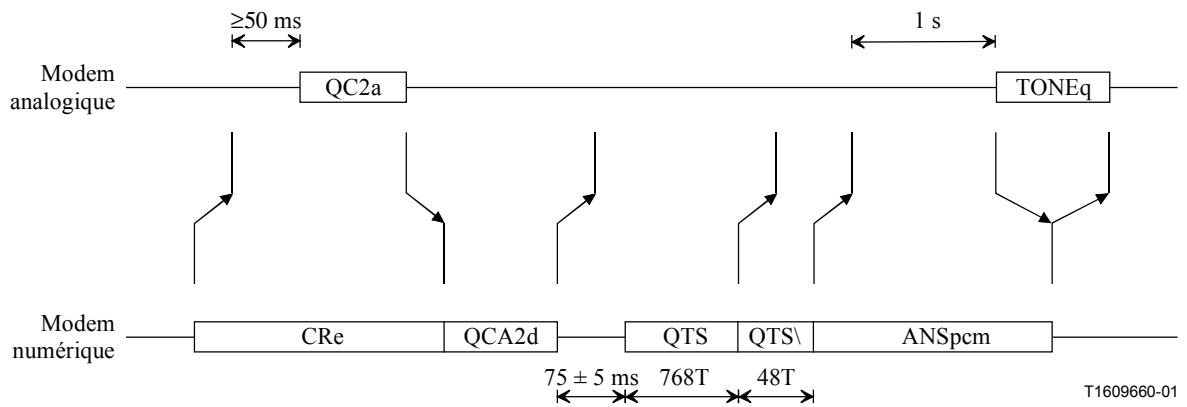 ≥50 ms
1 s
Modem
analogique
QC2a
TONEq
Modem
numérique
CRe
QCA2d
QTS
QTS\
ANSpcm
75 ± 5 ms
768T
48T
T1609660-01